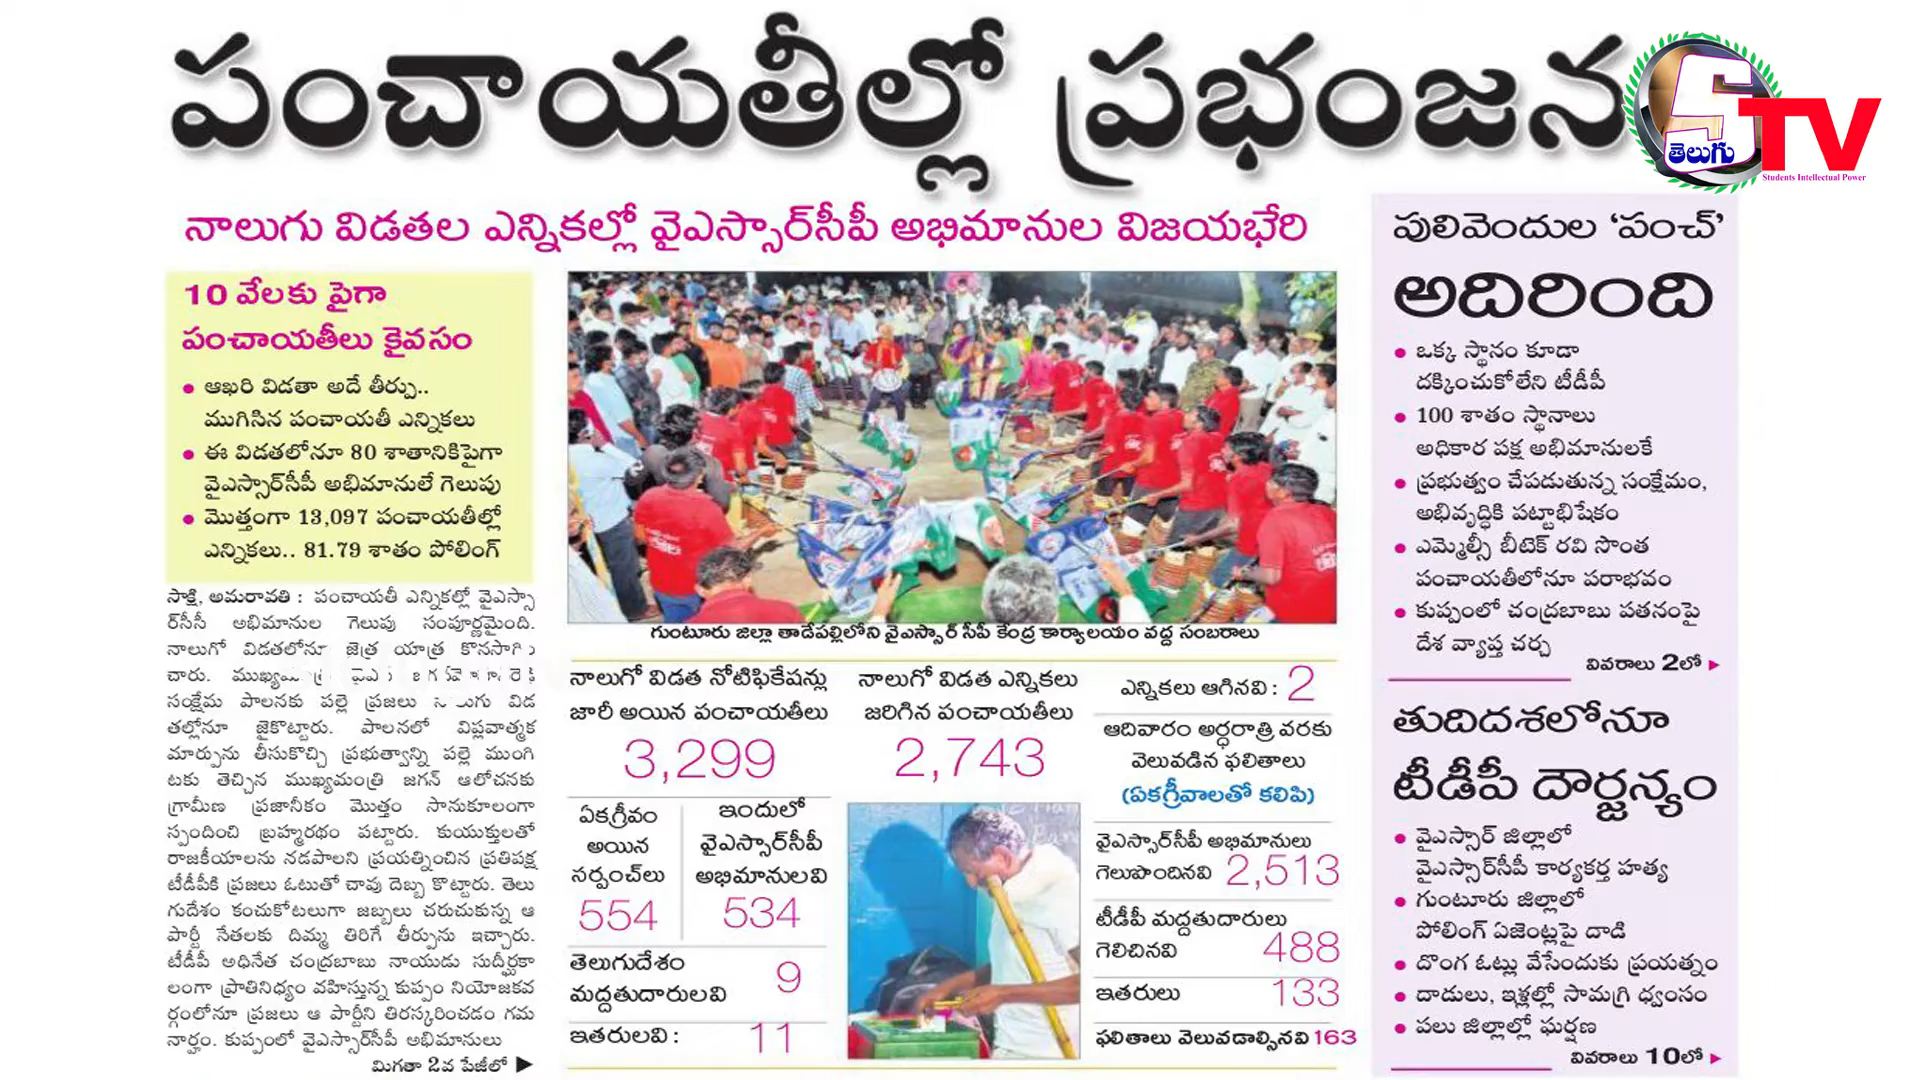 పంచాయతీల్లో ప్రభంజన
S
తెలుగు
TV
Students Intellectual Power
నాలుగు విడతల ఎన్నికల్లో వైఎస్సార్‌సీపీ అభిమానుల విజయభేరి
10 వేలకు పైగా
పంచాయతీలు కైవసం
● ఆఖరి విడతా అదే తీర్పు..
ముగిసిన పంచాయతీ ఎన్నికలు
● ఈ విడతలోనూ 80 శాతానికిపైగా
వైఎస్సార్‌సీపీ అభిమానులే గెలుపు
● మొత్తంగా 13,097 పంచాయతీల్లో
ఎన్నికలు.. 81.79 శాతం పోలింగ్
సాక్షి, అమరావతి : పంచాయతీ ఎన్నికల్లో వైఎస్సా
ర్‌సీసీ అభిమానుల గెలుపు సంపూర్ణమైంది.
నాలుగో విడతలోనూ జైత్ర యాత్ర కొనసాగిం
చారు.
సంక్షేమ పాలనకు పల్లె ప్రజలు నాలుగు విడ
తల్లోనూ జైకొట్టారు. పాలనలో విప్లవాత్మక
మార్పును తీసుకొచ్చి ప్రభుత్వాన్ని పల్లె ముంగి
టకు తెచ్చిన ముఖ్యమంత్రి జగన్ ఆలోచనకు
గ్రామీణ ప్రజానీకం మొత్తం సానుకూలంగా
స్పందించి బ్రహ్మరథం పట్టారు. కుయుక్తులతో
రాజకీయాలను నడపాలని ప్రయత్నించిన ప్రతిపక్ష
టీడీపీకి ప్రజలు ఓటుతో చావు దెబ్బ కొట్టారు. తెలు
గుదేశం కంచుకోటలుగా జబ్బలు చరుచుకున్న ఆ
పార్టీ నేతలకు దిమ్మ తిరిగే తీర్పును ఇచ్చారు.
టీడీపీ అధినేత చంద్రబాబు నాయుడు సుదీర్ఘకా
లంగా ప్రాతినిధ్యం వహిస్తున్న కుప్పం నియోజకవ
ర్గంలోనూ ప్రజలు ఆ పార్టీని తిరస్కరించడం గమ
నార్హం. కుప్పంలో వైఎస్సార్‌సీపీ అభిమానులు
మిగతా 2వ పేజీలో ▶
గుంటూరు జిల్లా తాడేపల్లిలోని వైఎస్సార్ సీపీ కేంద్ర కార్యాలయం వద్ద సంబరాలు
నాలుగో విడత నోటిఫికేషన్లు
జారీ అయిన పంచాయతీలు
3,299
నాలుగో విడత ఎన్నికలు
జరిగిన పంచాయతీలు
2,743
ఏకగ్రీవం
అయిన
సర్పంచ్‌లు
554
ఇందులో
వైఎస్సార్‌సీపీ
అభిమానులవి
534
తెలుగుదేశం
మద్దతుదారులవి 9
ఇతరులవి : 11
ఎన్నికలు ఆగినవి : 2
ఆదివారం అర్ధరాత్రి వరకు
వెలువడిన ఫలితాలు
(ఏకగ్రీవాలతో కలిపి)
వైఎస్సార్‌సీపీ అభిమానులు
గెలుపొందినవి 2,513
టీడీపీ మద్దతుదారులు
గెలిచినవి 488
ఇతరులు 133
ఫలితాలు వెలువడాల్సినవి 163
పులివెందుల ‘పంచ్’
అదిరింది
● ఒక్క స్థానం కూడా
దక్కించుకోలేని టీడీపీ
● 100 శాతం స్థానాలు
అధికార పక్ష అభిమానులకే
● ప్రభుత్వం చేపడుతున్న సంక్షేమం,
అభివృద్ధికి పట్టాభిషేకం
● ఎమ్మెల్సీ బీటెక్ రవి సొంత
పంచాయతీలోనూ పరాభవం
● కుప్పంలో చంద్రబాబు పతనంపై
దేశ వ్యాప్త చర్చ
వివరాలు 2లో ▶
తుదిదశలోనూ
టీడీపీ దౌర్జన్యం
● వైఎస్సార్ జిల్లాలో
వైఎస్సార్‌సీపీ కార్యకర్త హత్య
● గుంటూరు జిల్లాలో
పోలింగ్ ఏజెంట్లపై దాడి
● దొంగ ఓట్లు వేసేందుకు ప్రయత్నం
● దాడులు, ఇళ్లల్లో సామగ్రి ధ్వంసం
● పలు జిల్లాల్లో ఘర్షణ
వివరాలు 10లో ▶